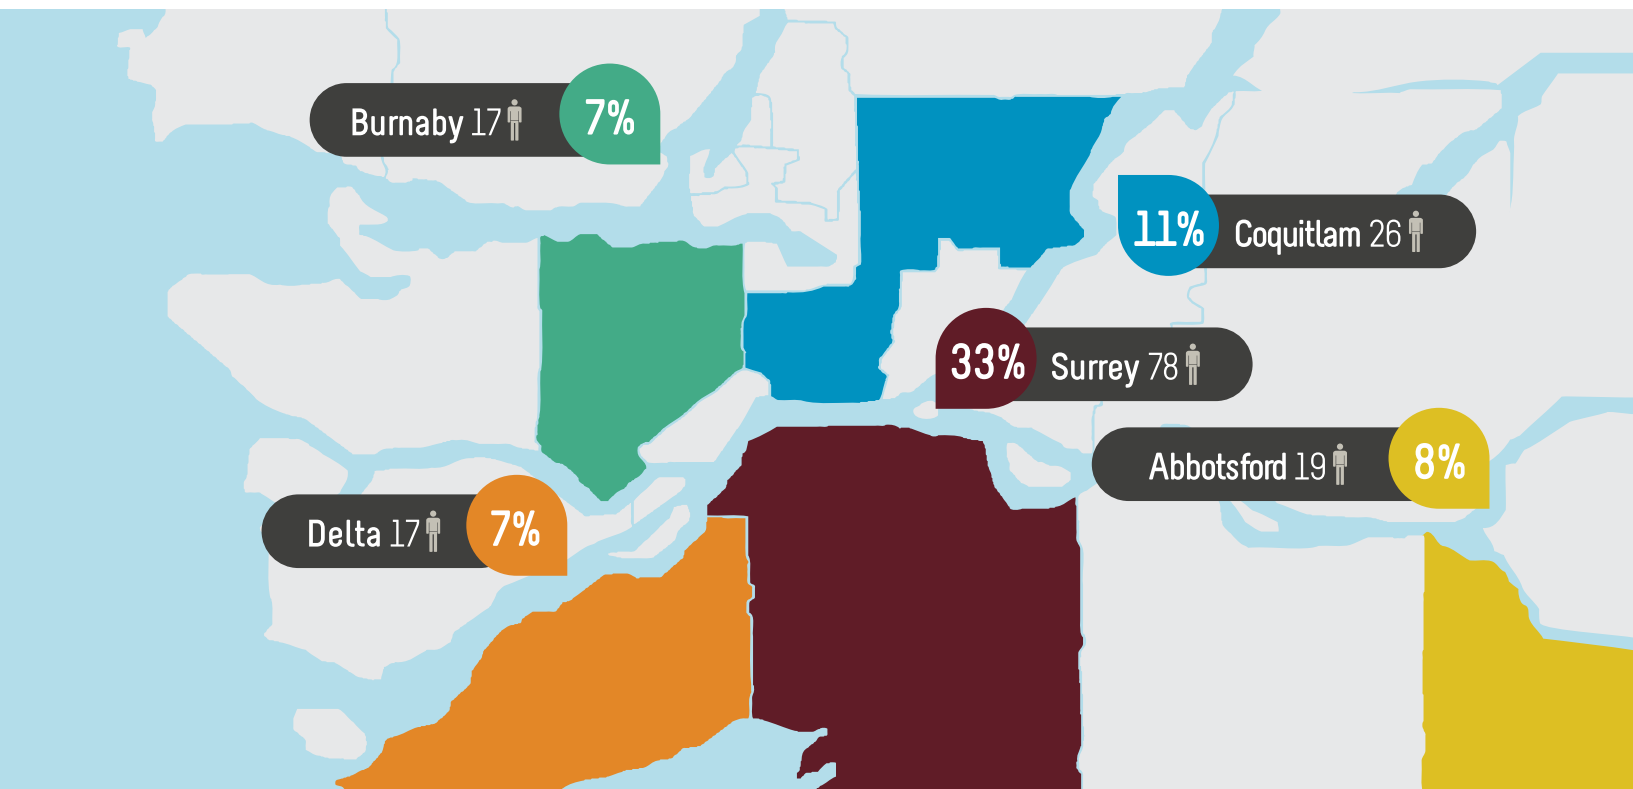 Burnaby 17 7%
11% Coquitlam 26
33% Surrey 78
Abbotsford 19 8%
Delta 17 7%